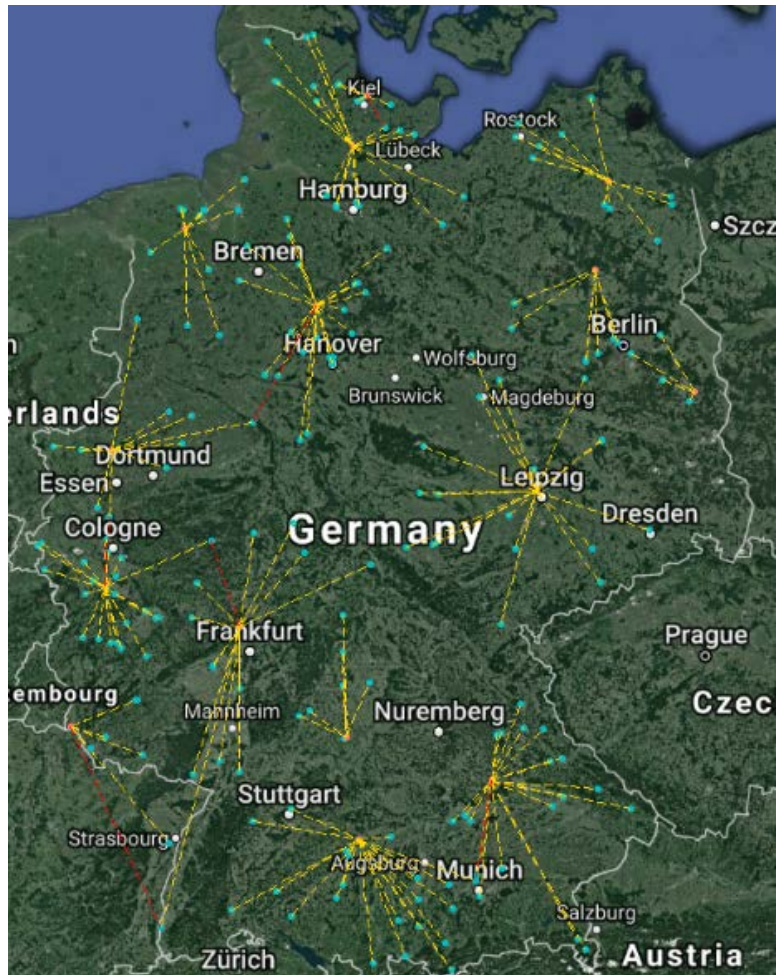 Kiel
Rostock
Lübeck
Hamburg
Szcz
Bremen
Berlin
Hanover
Wolfsburg
Brunswick
Magdeburg
erlands
Dortmund
Essen
Leipzig
Cologne
Germany
Dresden
Frankfurt
Prague
xembourg
Mannheim
Nuremberg
Czec
Stuttgart
Strasbourg
Augsburg
Munich
Salzburg
Zürich
Austria